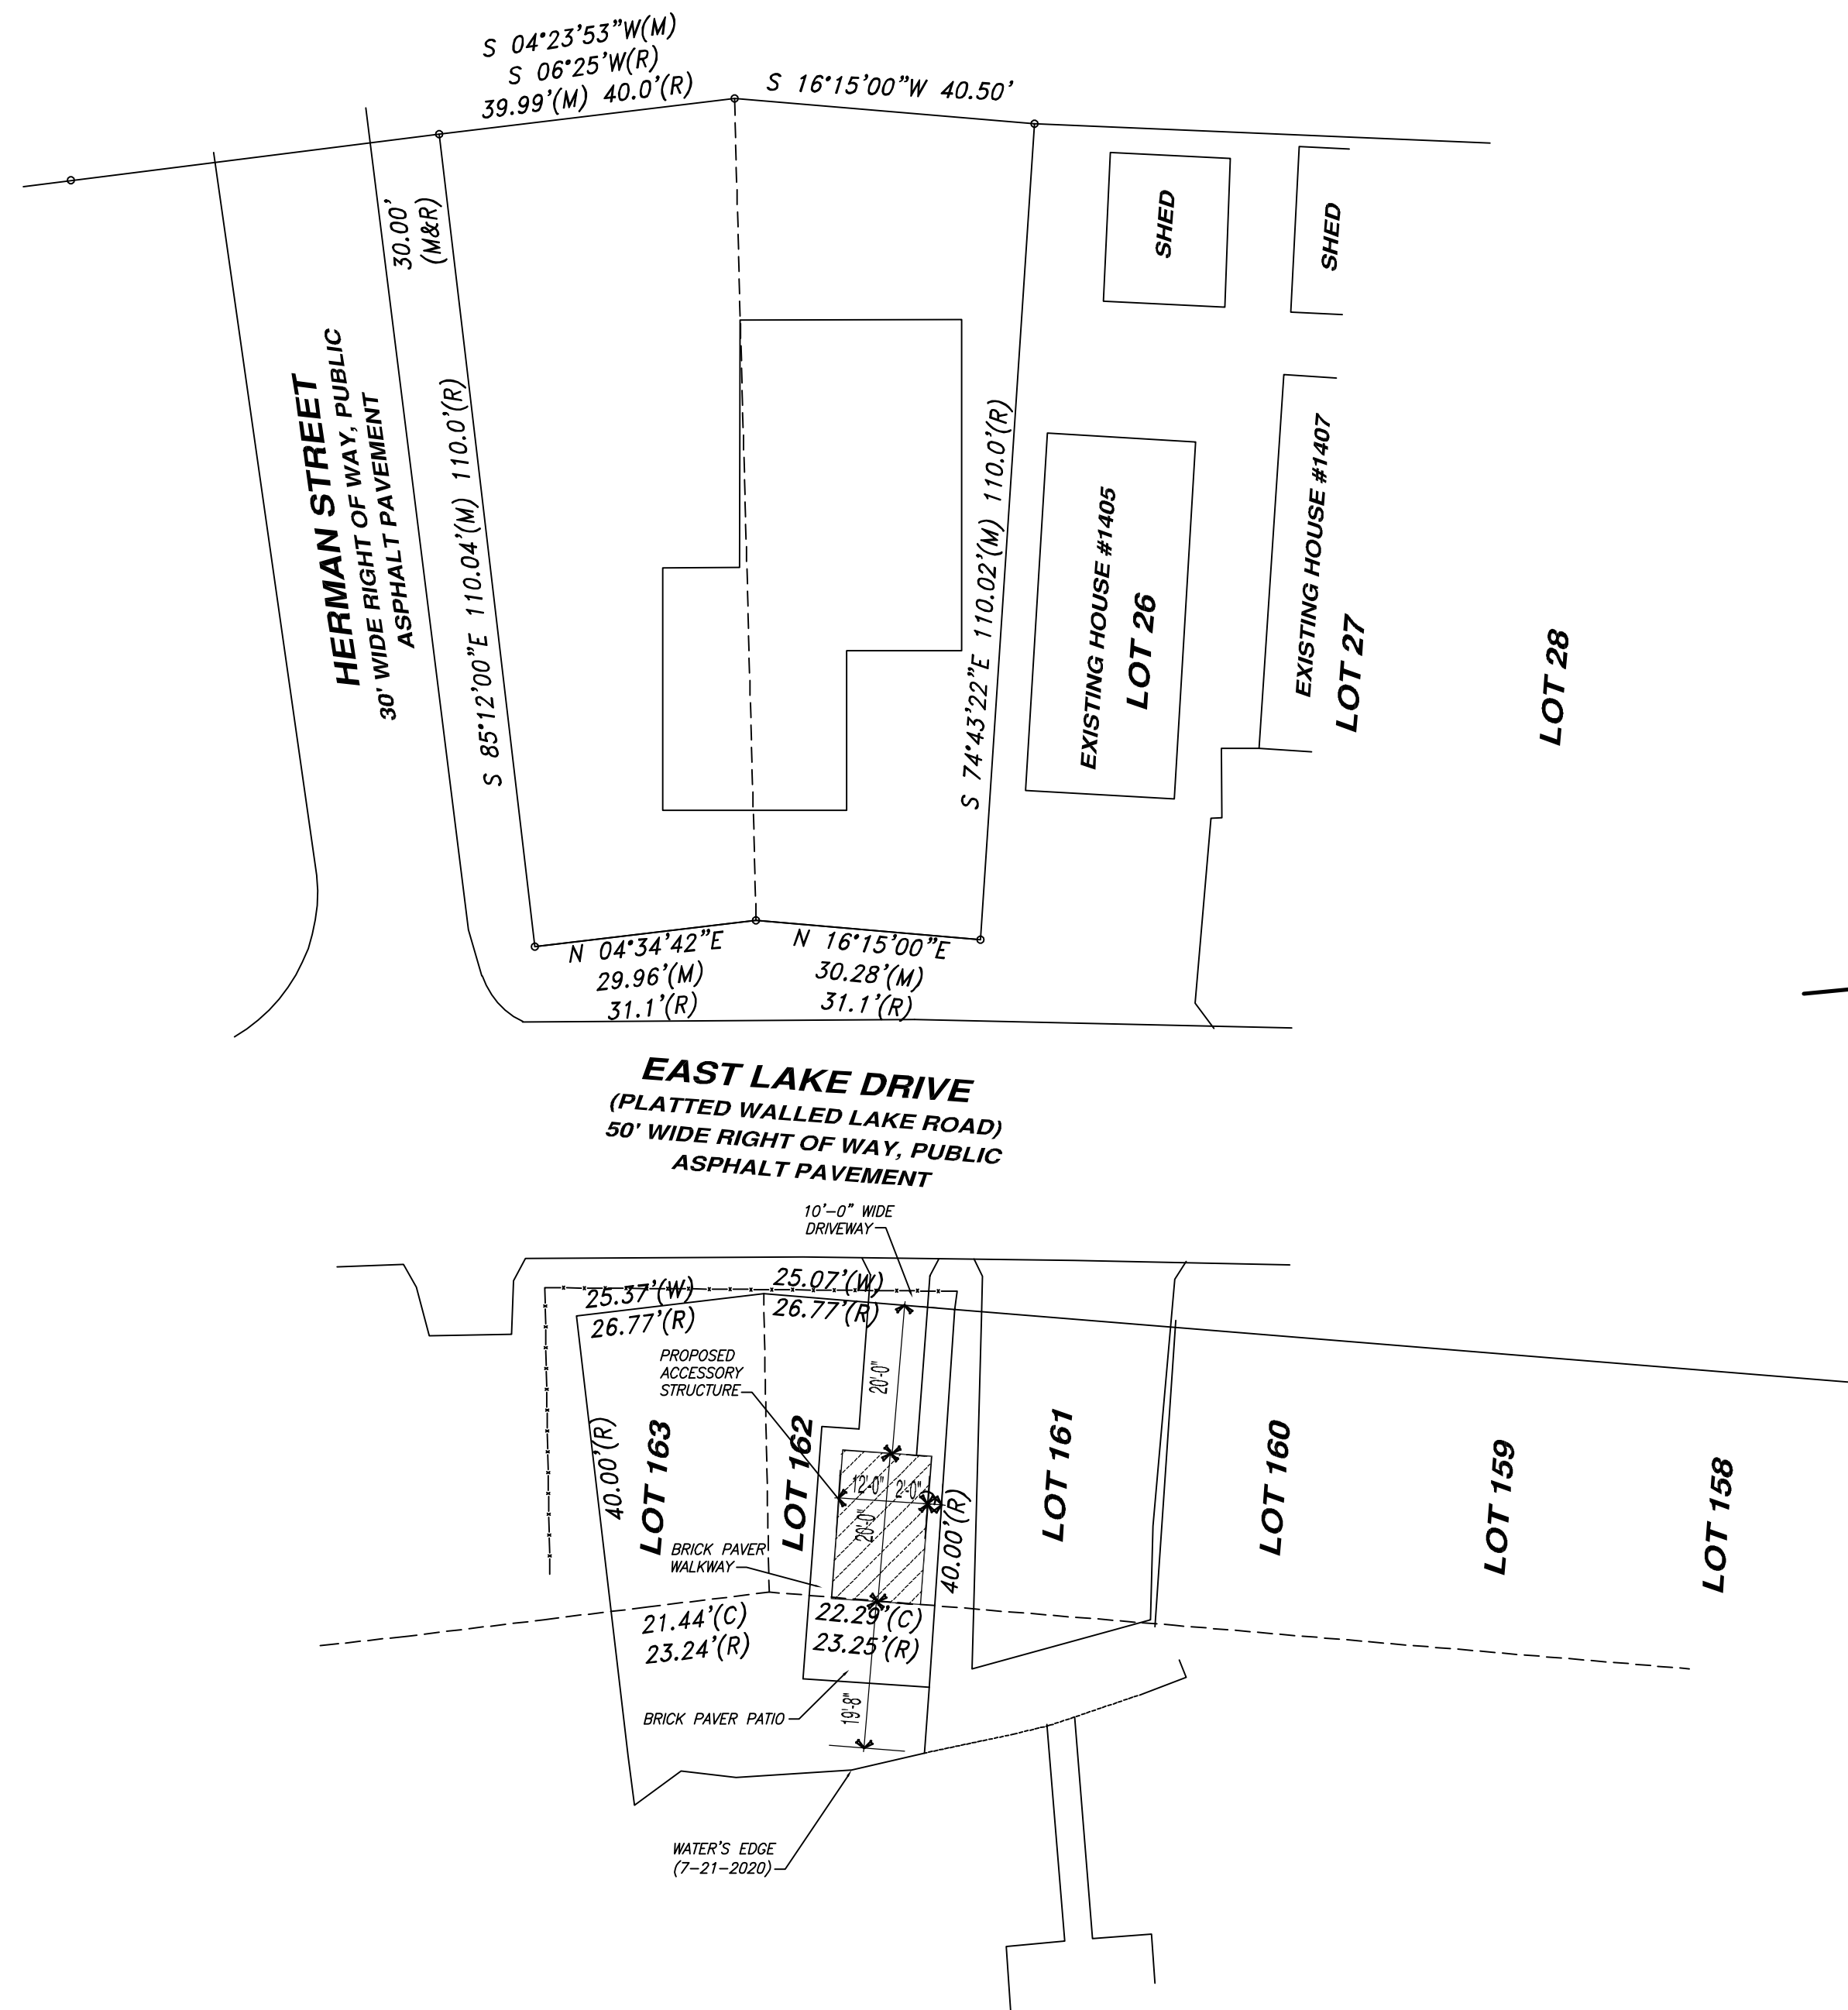 S 04°23'53"W(M)
S 06°25'W(R)
39.99'(M) 40.0'(R)
S 16°15'00"W 40.50'
30.00'
(M&R)
SHED
SHED
HERMAN STREET
30' WIDE RIGHT OF WAY, PUBLIC
ASPHALT PAVEMENT
S 85°12'00"E 110.04'(M) 110.0'(R)
S 74°43'22"E 110.02'(M) 110.0'(R)
EXISTING HOUSE #1405
LOT 26
EXISTING HOUSE #1407
LOT 27
LOT 28
N 04°34'42"E
29.96'(M)
31.1'(R)
N 16°15'00"E
30.28'(M)
31.1'(R)
EAST LAKE DRIVE
(PLATTED WALLED LAKE ROAD)
50' WIDE RIGHT OF WAY, PUBLIC
ASPHALT PAVEMENT
10'-0" WIDE
DRIVEWAY
25.37'(W)
26.77'(R)
25.07'(W)
26.77'(R)
PROPOSED
ACCESSORY
STRUCTURE
20'-0"
40.00'(R)
LOT 163
LOT 162
12'-0"
2'-0"
20'-0"
40.00'(R)
LOT 161
LOT 160
LOT 159
LOT 158
BRICK PAVER
WALKWAY
21.44'(C)
23.24'(R)
22.29'(C)
23.25'(R)
BRICK PAVER PATIO
19'-8"
WATER'S EDGE
(7-21-2020)